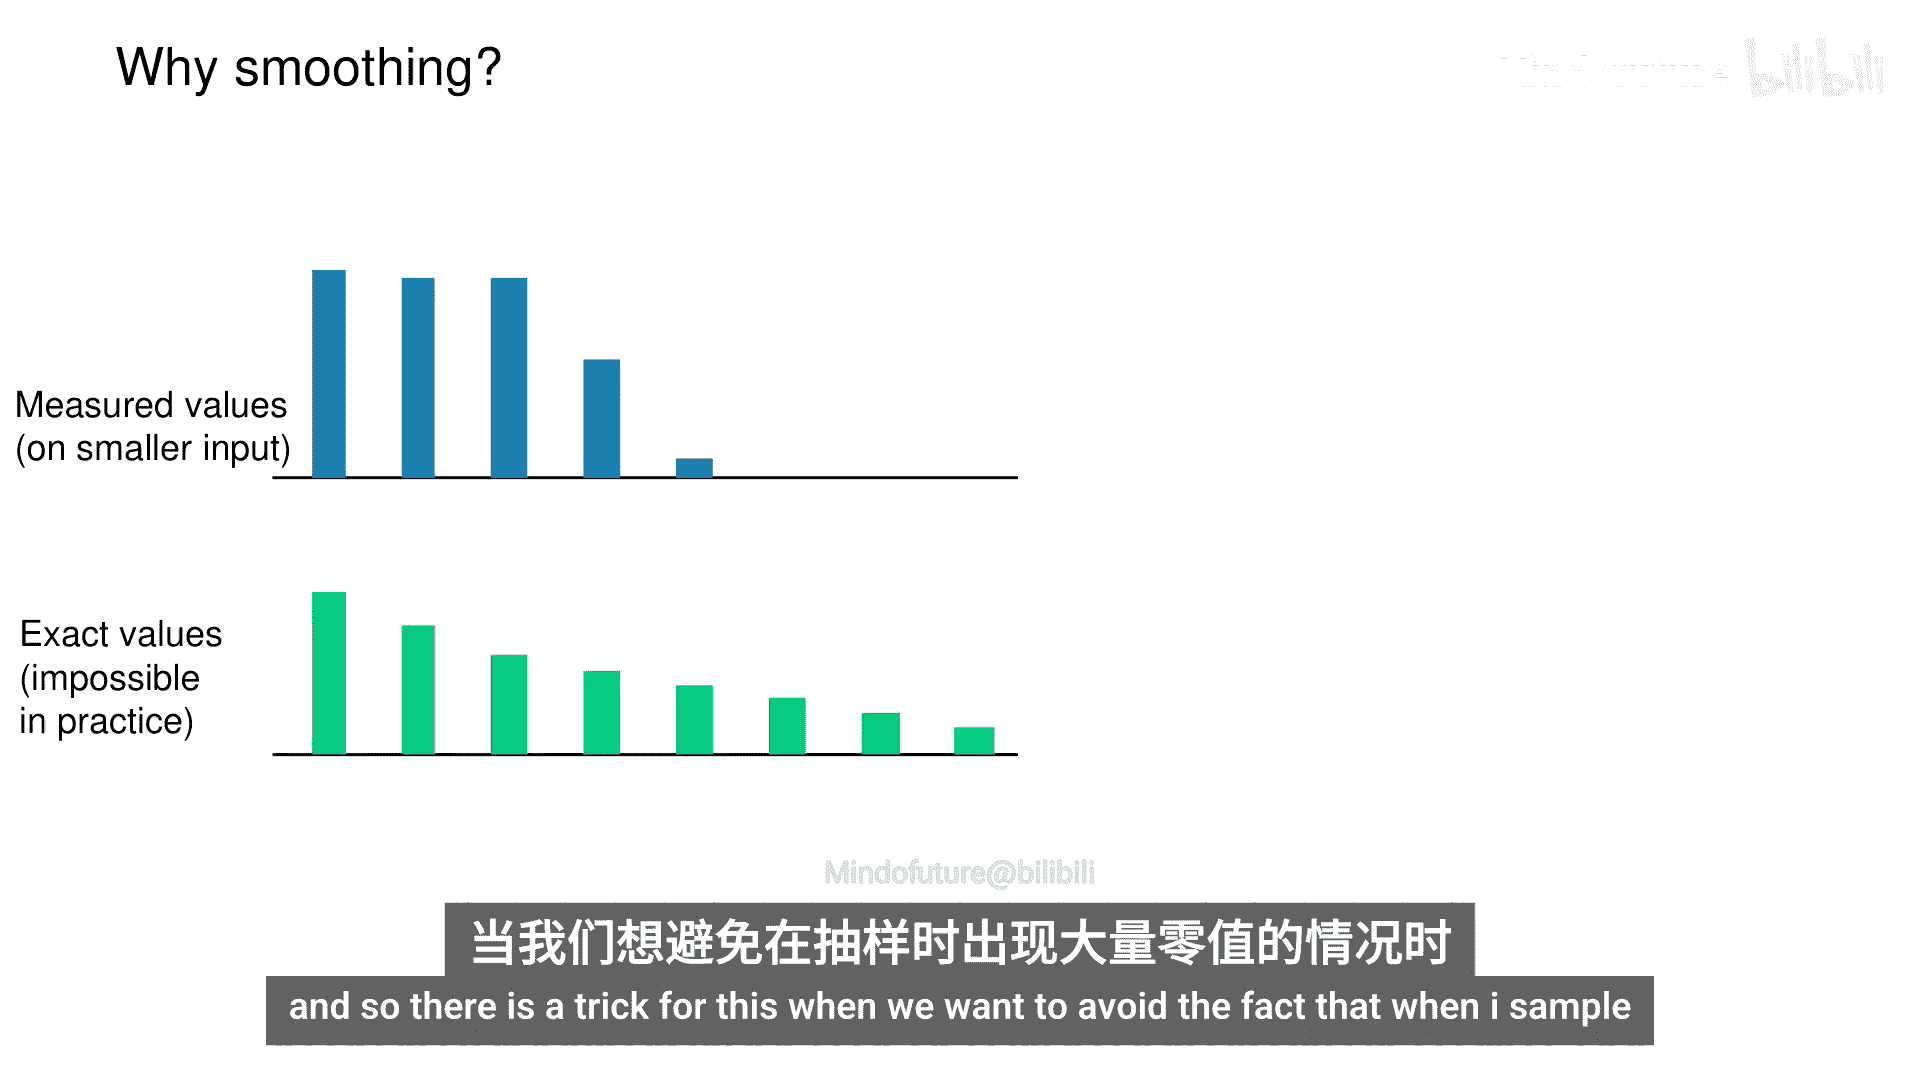 Why smoothing?
bilibili
Measured values
(on smaller input)
Exact values
(impossible
in practice)
Mindofuture@bilibili
当我们想避免在抽样时出现大量零值的情况时
and so there is a trick for this when we want to avoid the fact that when i sample